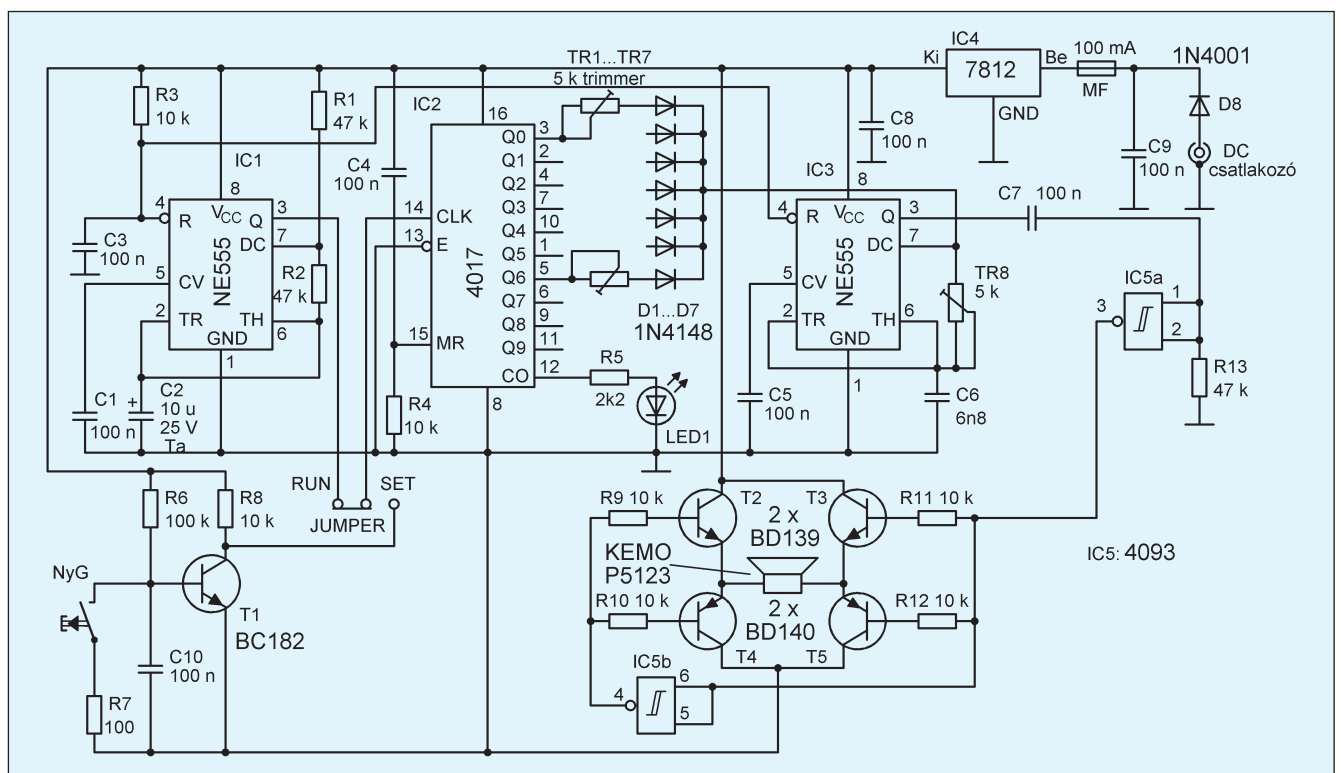 TR1...TR7
5 k trimmer
Ki
IC4
7812
GND
Be
100 mA
MF
1N4001
D8
DC
csatlakozó
C9
100 n
C8
100 n
R3
10 k
R1
47 k
IC1
C4
100 n
IC2
16
4017
14
CLK
13
E
15
MR
8
Q0
3
Q1
2
Q2
4
Q3
7
Q4
10
Q5
1
Q6
5
Q7
6
Q8
9
Q9
11
CO
12
D1...D7
1N4148
R5
2k2
LED1
R4
10 k
8
VCC
4
R
Q
3
DC
7
NE555
5
CV
2
TR
TH
6
GND
1
C3
100 n
R2
47 k
C1
100 n
+
C2
10 u
25 V
Ta
IC3
8
VCC
4
R
Q
3
DC
7
NE555
5
CV
2
TR
TH
6
GND
1
C7
100 n
TR8
5 k
C5
100 n
C6
6n8
IC5a
3
1
2
R13
47 k
RUN
SET
JUMPER
R6
100 k
R8
10 k
NyG
T1
BC182
C10
100 n
R7
100
R9 10 k
T2
T3
R11 10 k
2 x
BD139
KEMO
P5123
R10 10 k
2 x
BD140
R12 10 k
T4
T5
IC5b
4
6
5
IC5: 4093